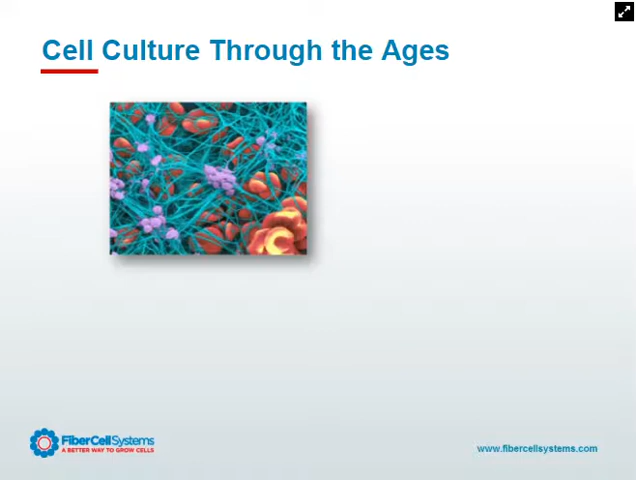 Cell Culture Through the Ages
FiberCellSystems
A BETTER WAY TO GROW CELLS
www.fibercellsystems.com